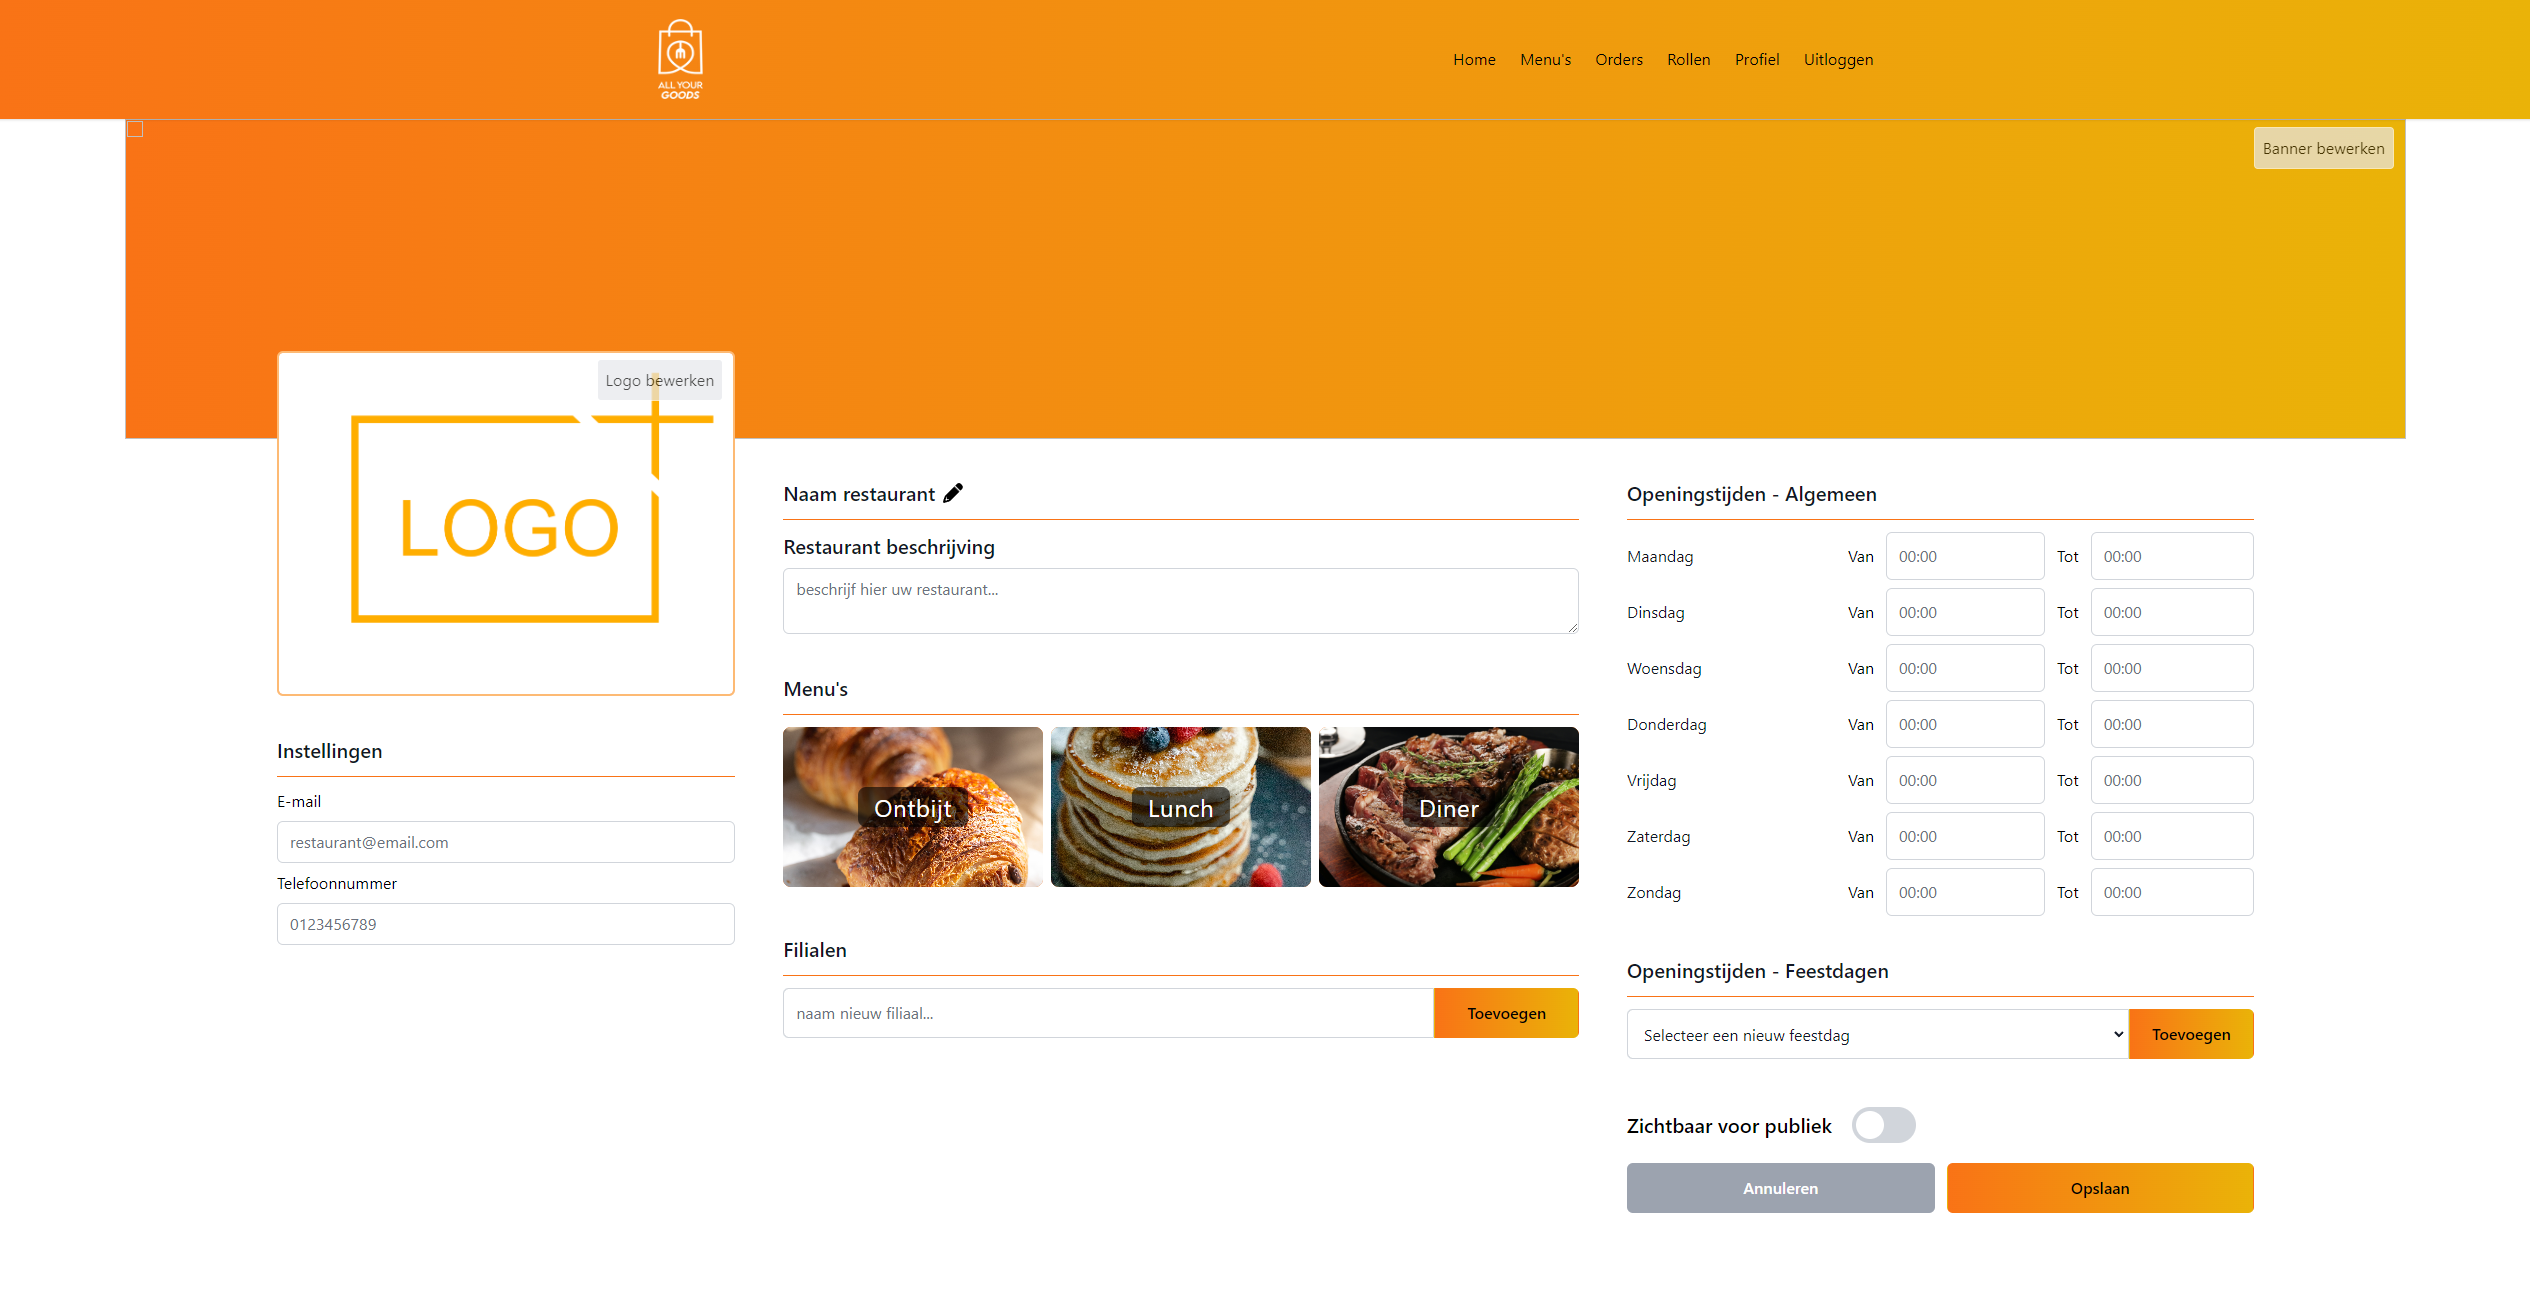 ALL YOUR
GOODS
Home Menu's Orders Rollen Profiel Uitloggen
Banner bewerken
Logo bewerken
LOGO
Instellingen
E-mail
restaurant@email.com
Telefoonnummer
0123456789
Naam restaurant
Restaurant beschrijving
beschrijf hier uw restaurant...
Menu's
Ontbijt
Lunch
Diner
Filialen
naam nieuw filiaal...
Toevoegen
Openingstijden - Algemeen
Maandag Van 00:00 Tot 00:00
Dinsdag Van 00:00 Tot 00:00
Woensdag Van 00:00 Tot 00:00
Donderdag Van 00:00 Tot 00:00
Vrijdag Van 00:00 Tot 00:00
Zaterdag Van 00:00 Tot 00:00
Zondag Van 00:00 Tot 00:00
Openingstijden - Feestdagen
Selecteer een nieuw feestdag
Toevoegen
Zichtbaar voor publiek
Annuleren
Opslaan